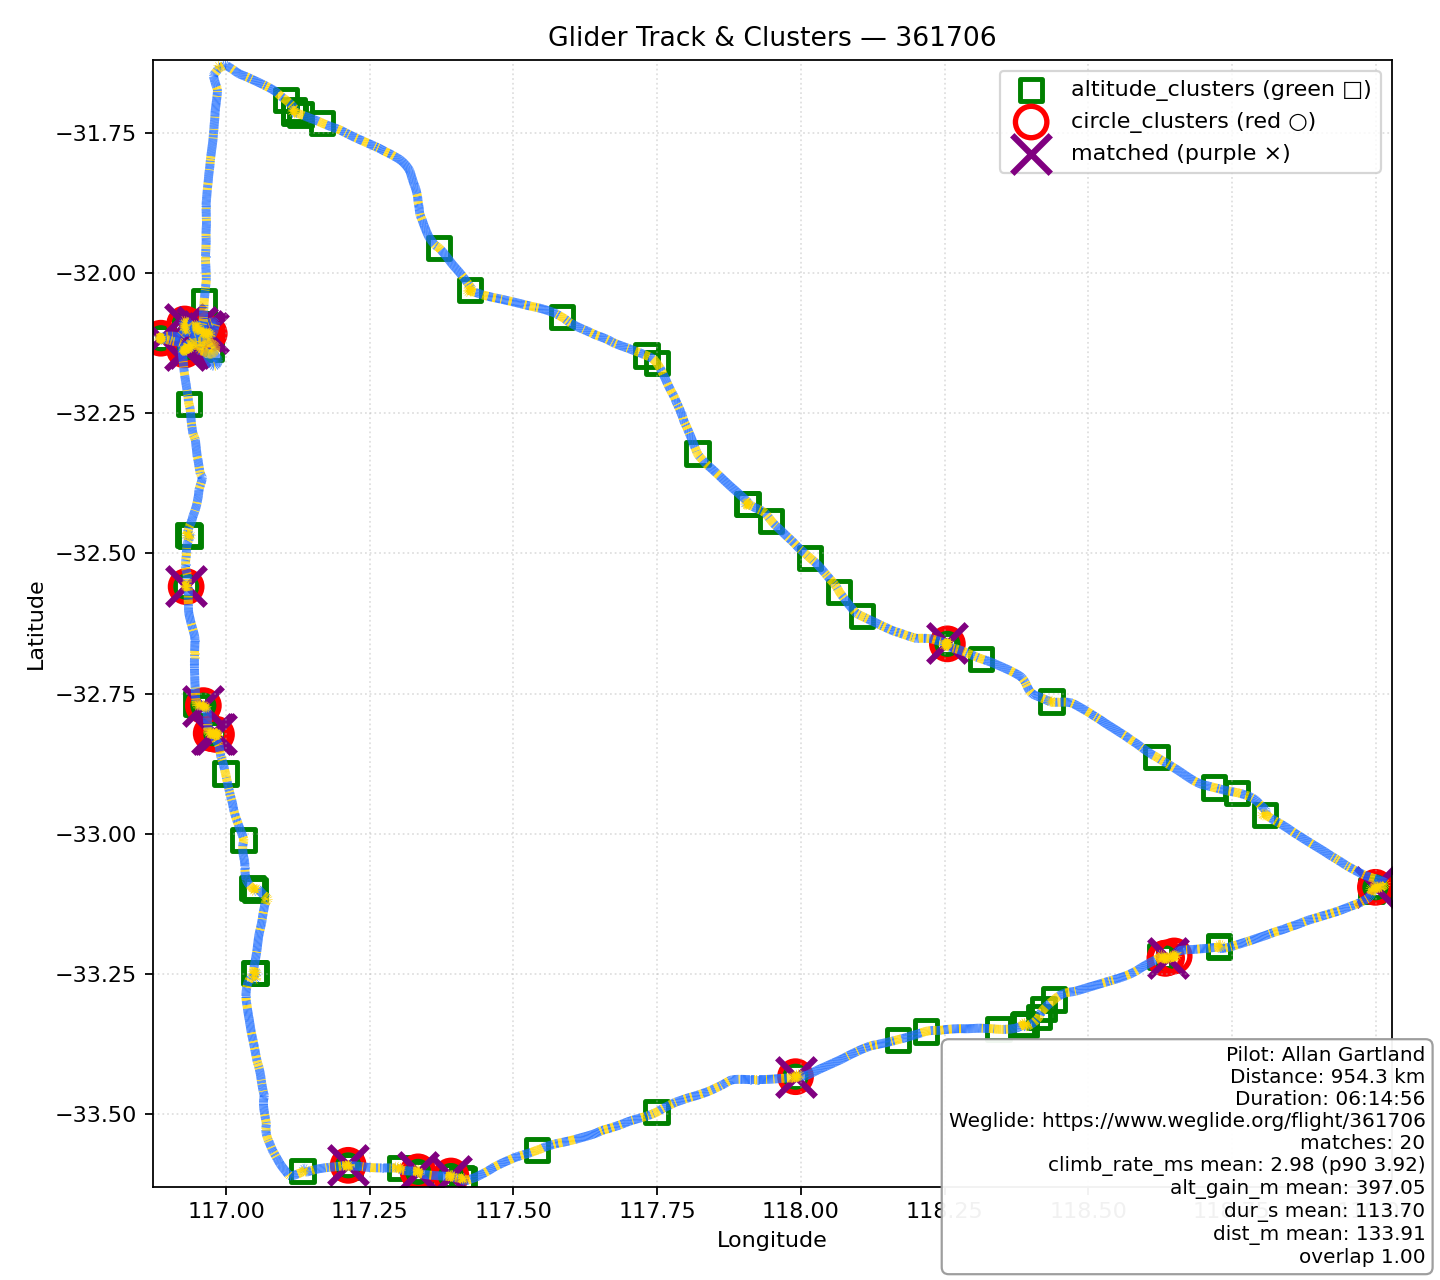 Glider Track & Clusters — 361706
altitude_clusters (green □)
circle_clusters (red ○)
matched (purple ×)
−31.75
−32.00
−32.25
−32.50
−32.75
−33.00
−33.25
−33.50
Latitude
117.00 117.25 117.50 117.75 118.00 118.25 118.50
Longitude
Pilot: Allan Gartland
Distance: 954.3 km
Duration: 06:14:56
Weglide: https://www.weglide.org/flight/361706
matches: 20
climb_rate_ms mean: 2.98 (p90 3.92)
alt_gain_m mean: 397.05
dur_s mean: 113.70
dist_m mean: 133.91
overlap 1.00